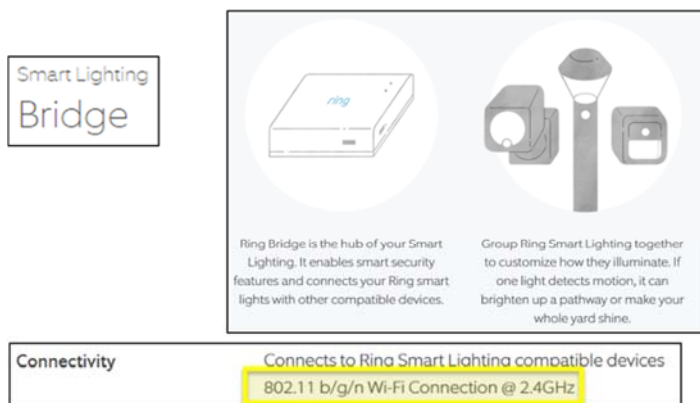 Smart Lighting
Bridge
ring
Ring Bridge is the hub of your Smart
Lighting. It enables smart security
features and connects your Ring smart
lights with other compatible devices.
Group Ring Smart Lighting together
to customize how they illuminate. If
one light detects motion, it can
brighten up a pathway or make your
whole yard shine.
Connectivity
Connects to Ring Smart Lighting compatible devices
802.11 b/g/n Wi-Fi Connection @ 2.4GHz